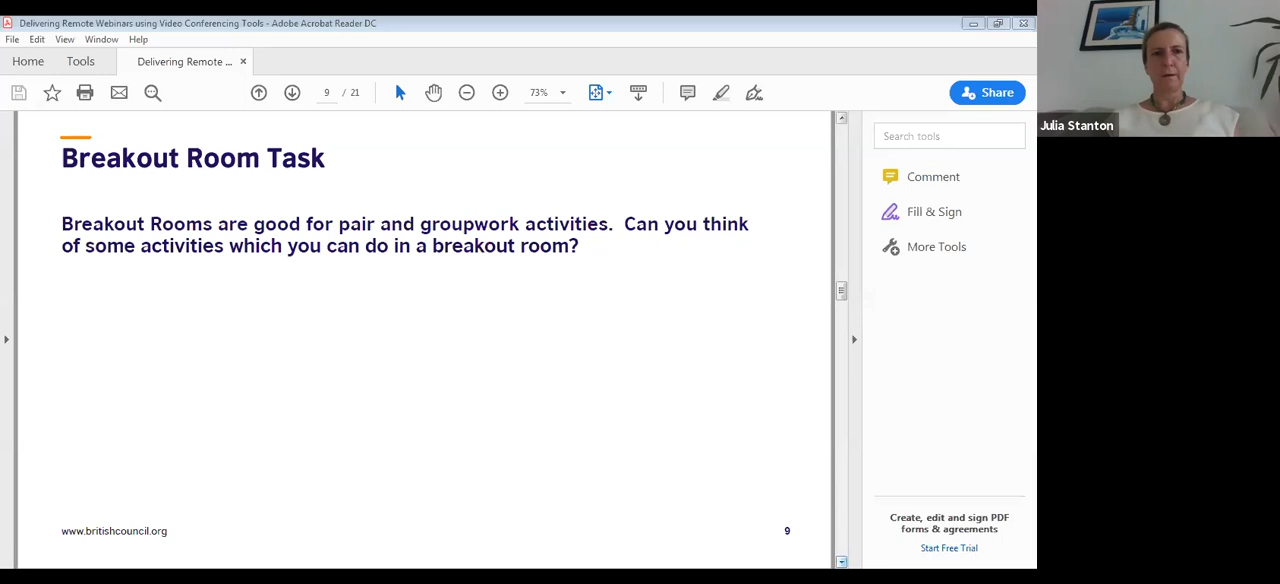 Delivering Remote Webinars using Video Conferencing Tools - Adobe Acrobat Reader DC
File Edit View Window Help
Home Tools Delivering Remote ... ×
9 / 21 73% Share
Julia Stanton
Search tools
Comment
Fill & Sign
More Tools
Breakout Room Task
Breakout Rooms are good for pair and groupwork activities. Can you think
of some activities which you can do in a breakout room?
www.britishcouncil.org 9
Create, edit and sign PDF
forms & agreements
Start Free Trial